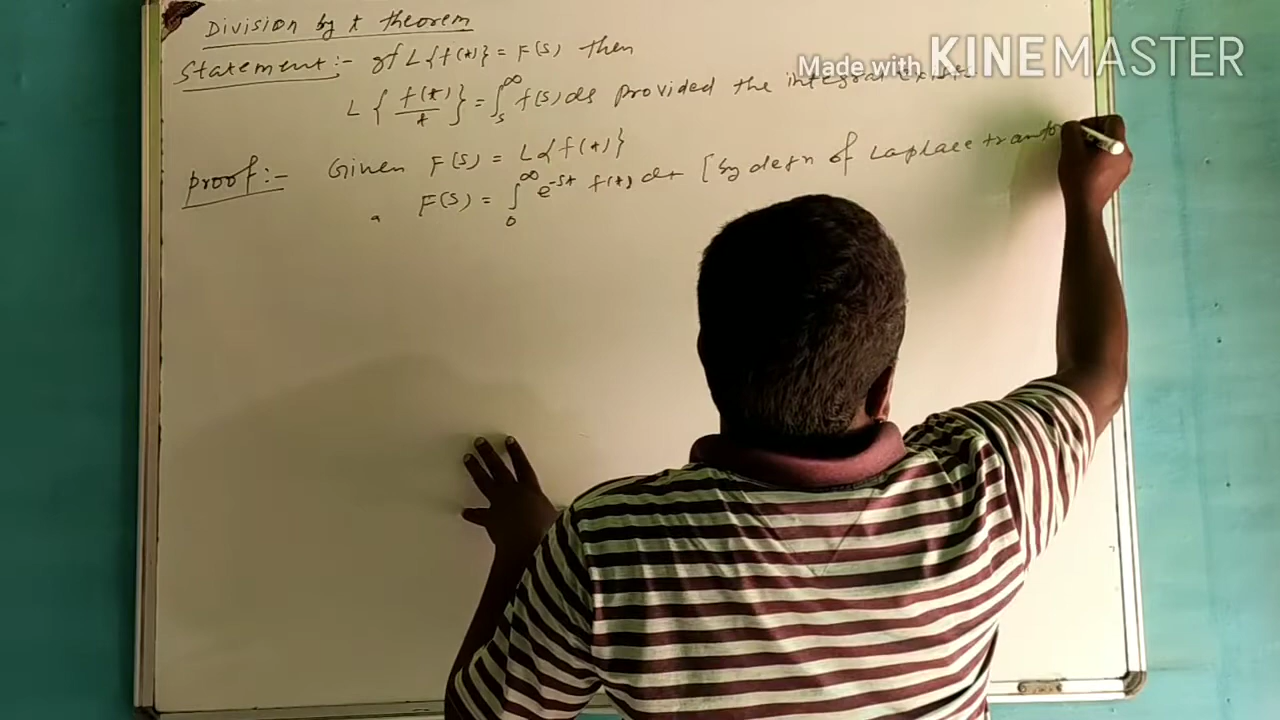 Division by t theorem
Statement:- If L{f(t)} = F(s) then
L{f(t)/t} = ∫_s^∞ f(s) ds provided the integral exists
Proof:- Given F(s) = L{f(t)}
F(s) = ∫_0^∞ e^-st f(t) dt [by defn of Laplace transfo
Made with KINEMASTER